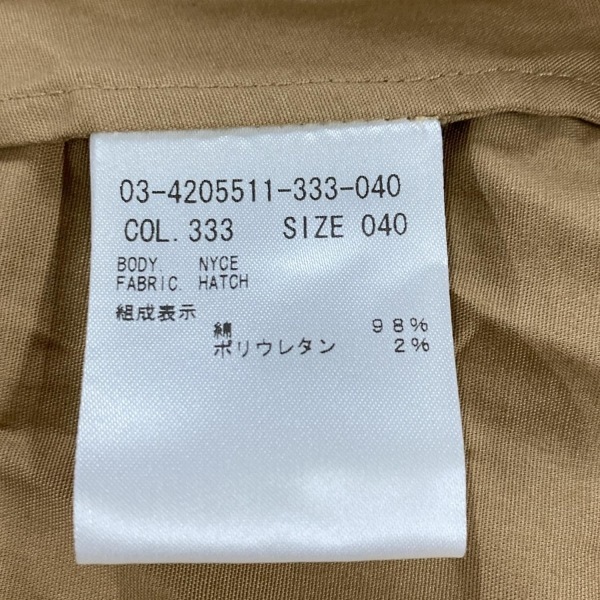 03-4205511-333-040
COL. 333 SIZE 040
BODY. NYCE
FABRIC. HATCH
組成表示
綿 98%
ポリウレタン 2%